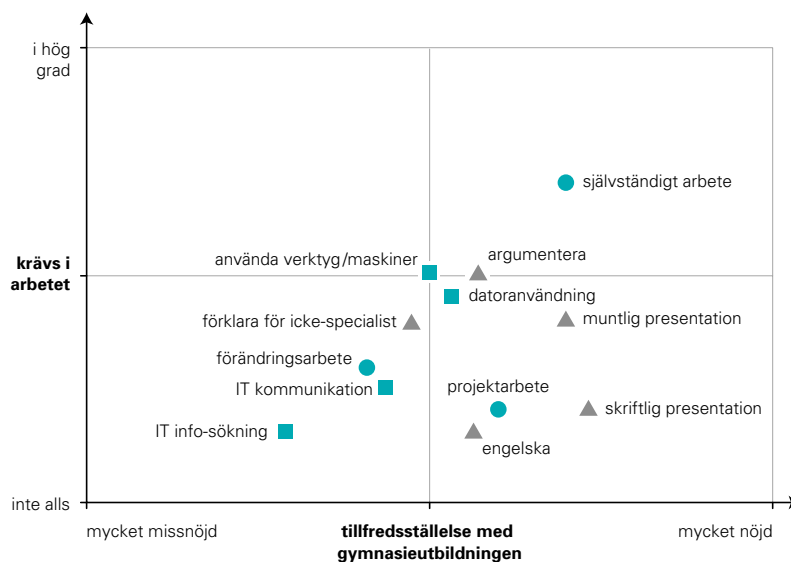 i hög
grad
självständigt arbete
använda verktyg/maskiner
argumentera
krävs i
arbetet
datoranvändning
förklara för icke-specialist
muntlig presentation
förändringsarbete
IT kommunikation
projektarbete
skriftlig presentation
IT info-sökning
engelska
inte alls
mycket missnöjd
tillfredsställelse med
gymnasieutbildningen
mycket nöjd